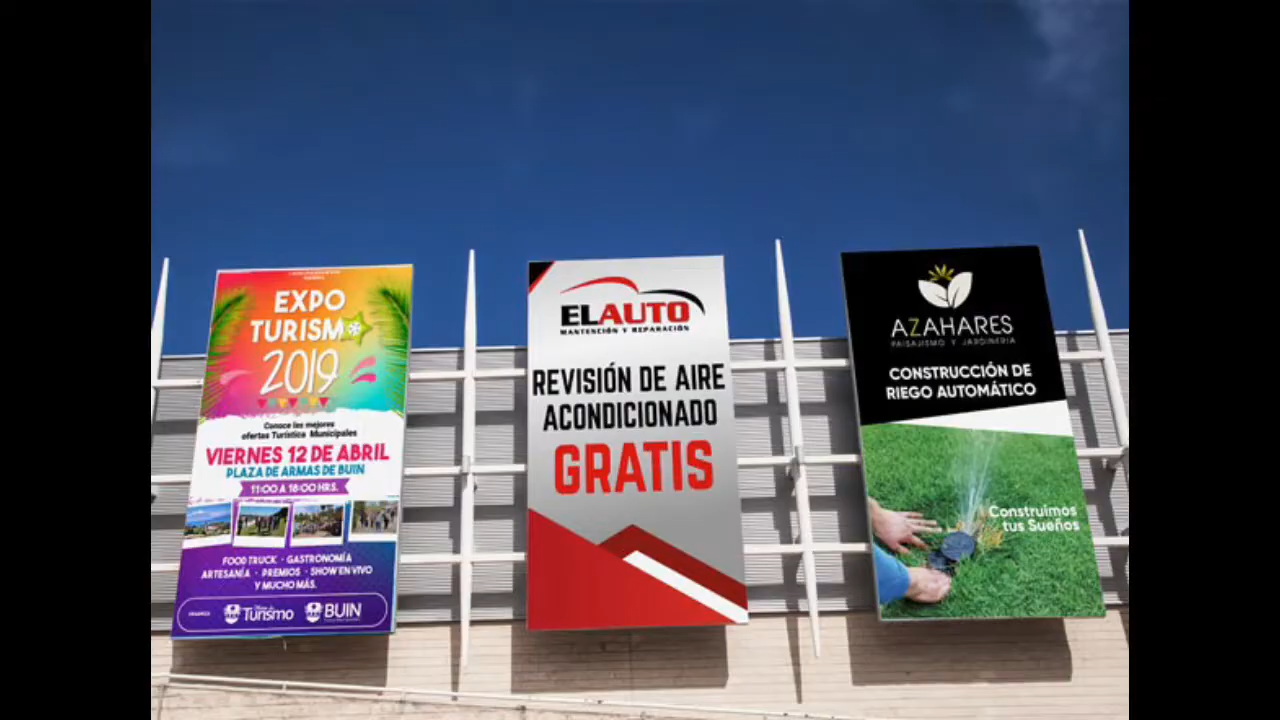 EXPO
TURISMO
2019
Conoce las mejores
ofertas Turística Municipales
VIERNES 12 DE ABRIL
PLAZA DE ARMAS DE BUIN
11:00 A 18:00 HRS.
FOOD TRUCK · GASTRONOMÍA
ARTESANÍA · PREMIOS · SHOW EN VIVO
Y MUCHO MÁS.
Turismo
BUIN
ELAUTO
MANTENCIÓN Y REPARACIÓN
REVISIÓN DE AIRE
ACONDICIONADO
GRATIS
AZAHARES
PAISAJISMO Y JARDINERIA
CONSTRUCCIÓN DE
RIEGO AUTOMÁTICO
Construimos
tus Sueños